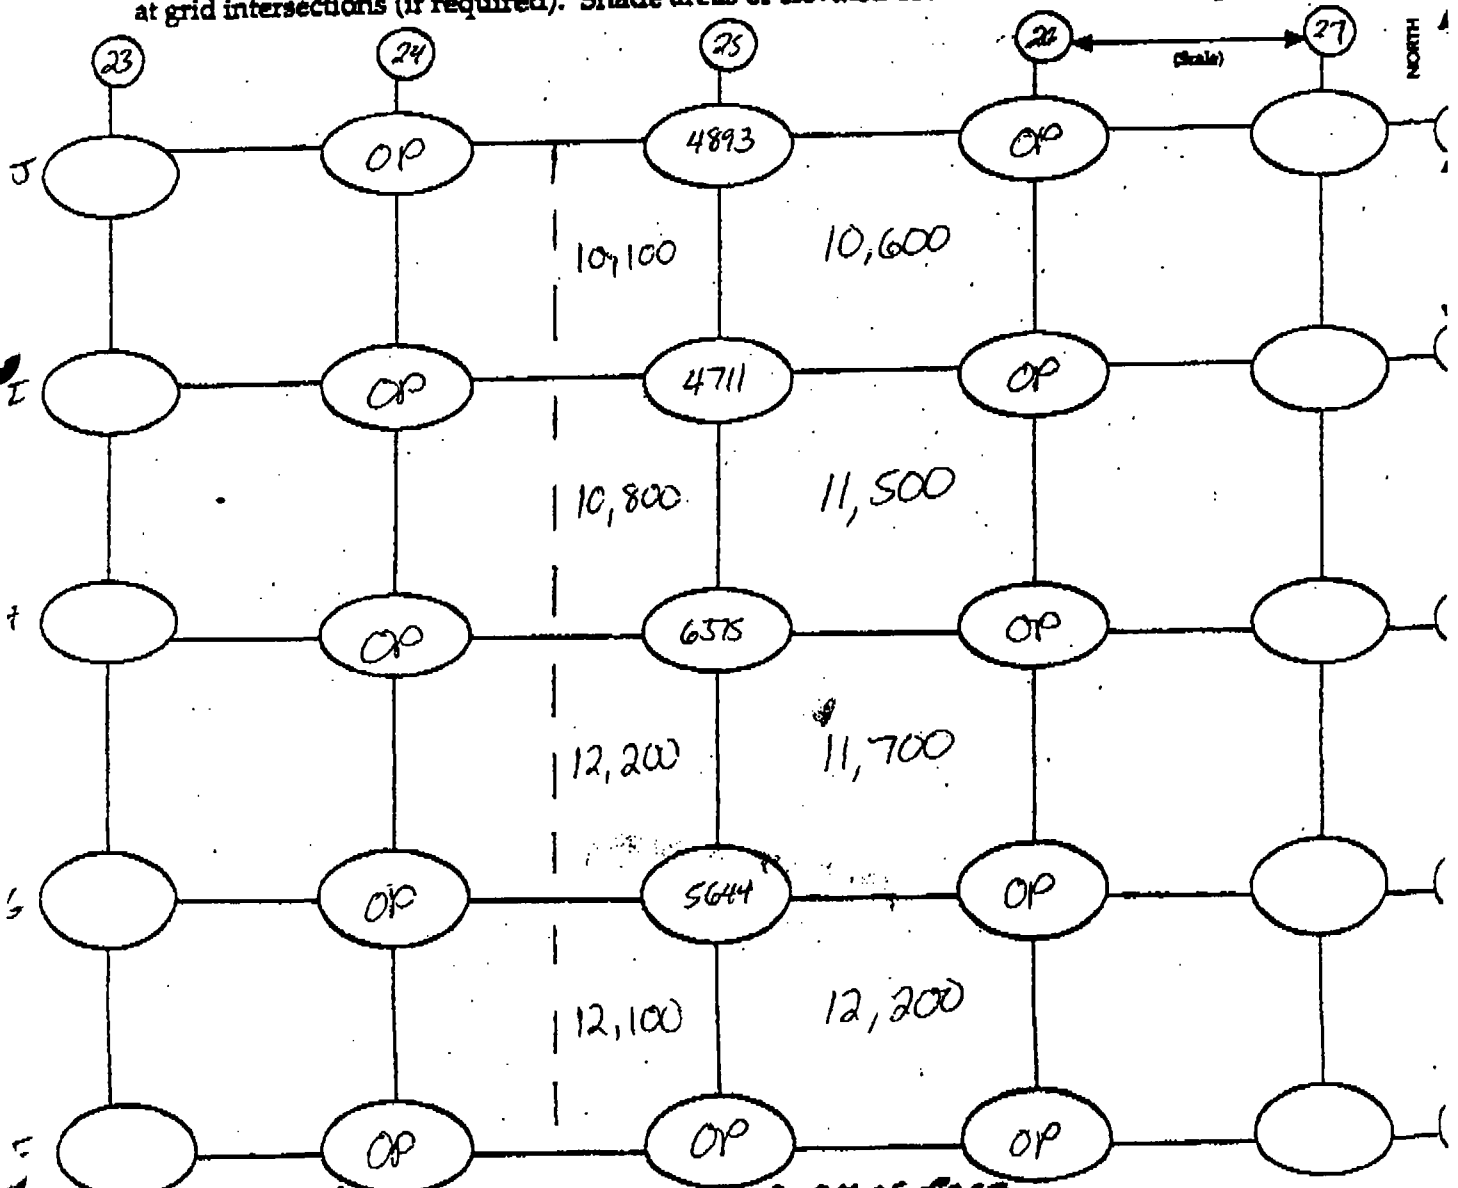 at grid intersections (if required). Shade areas of
23 24 25 26 27
(Scale)
NORTH
J OP 4893 OP
10,100 10,600
I OP 4711 OP
10,800 11,500
OP OP
12,200 11,700
OP 5644 OP
12,100 12,200
OP OP OP